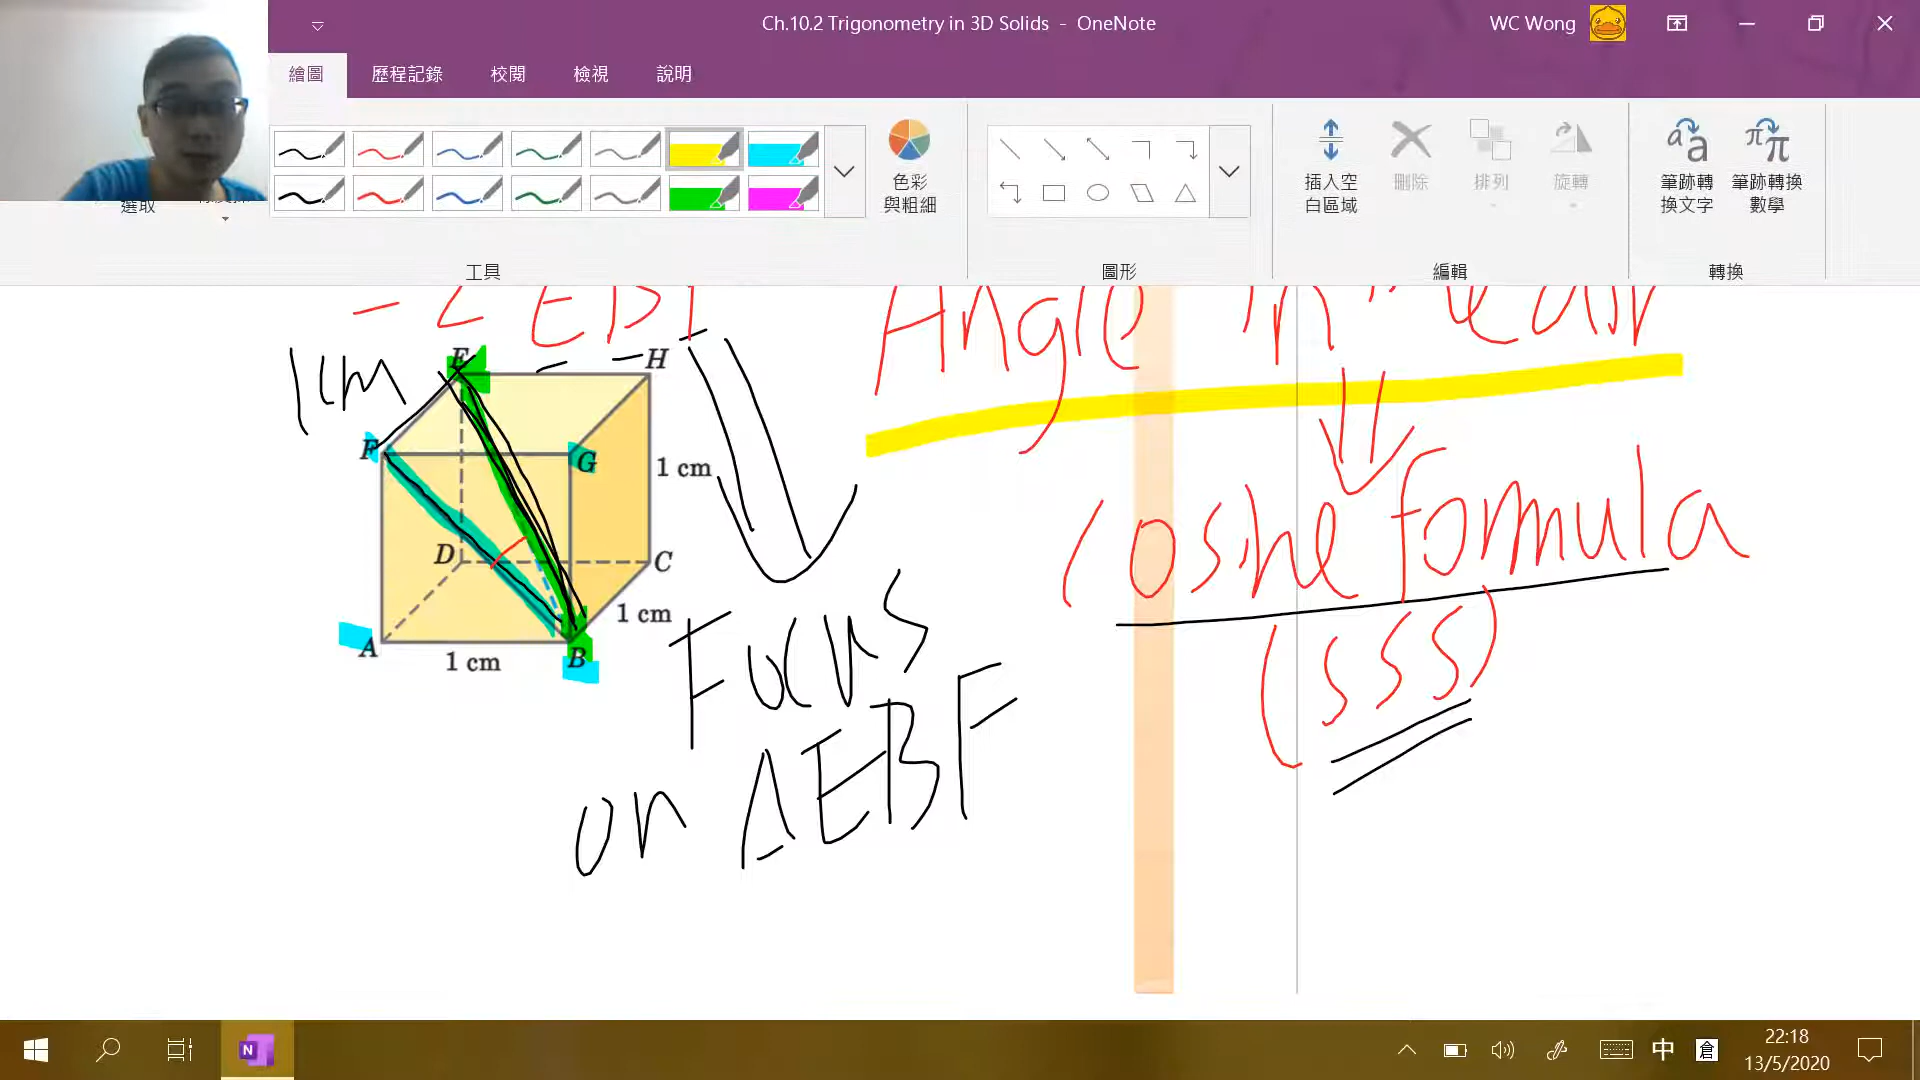 Ch.10.2 Trigonometry in 3D Solids - OneNote
WC Wong
繪圖 歷程記錄 校閱 檢視 說明
選取
色彩
與粗細
插入空
白區域
刪除
排列
旋轉
筆跡轉
換文字
筆跡轉換
數學
工具
圖形
編輯
轉換
Angle
1cm
E
H
F
G
1 cm
D
C
1 cm
A
1 cm
B
Focus
on ΔEBF
Cosine formula
(SSS)
N
中
倉
22:18
13/5/2020